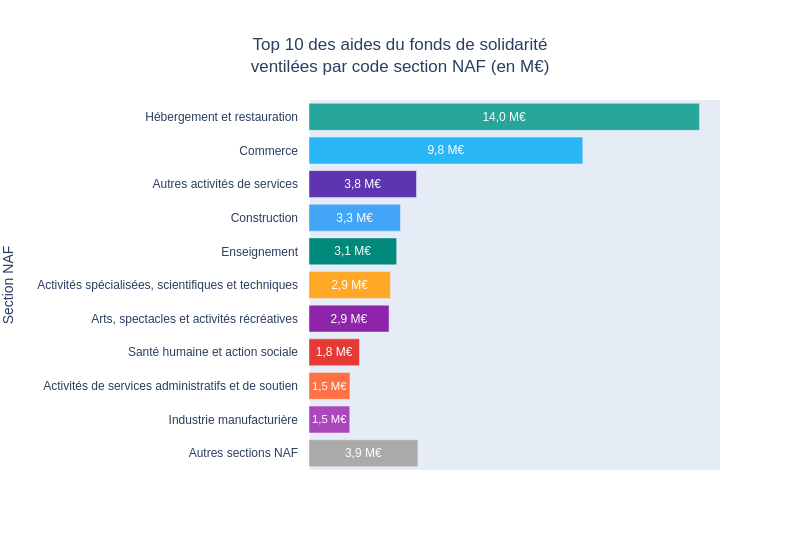 Top 10 des aides du fonds de solidarité
ventilées par code section NAF (en M€)
Section NAF
Hébergement et restauration 14,0 M€
Commerce 9,8 M€
Autres activités de services 3,8 M€
Construction 3,3 M€
Enseignement 3,1 M€
Activités spécialisées, scientifiques et techniques 2,9 M€
Arts, spectacles et activités récréatives 2,9 M€
Santé humaine et action sociale 1,8 M€
Activités de services administratifs et de soutien 1,5 M€
Industrie manufacturière 1,5 M€
Autres sections NAF 3,9 M€